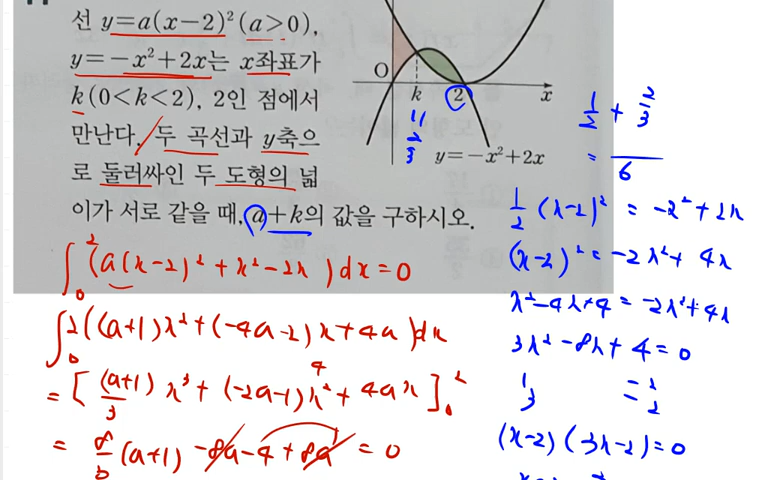 선 y=a(x-2)²(a>0),
y=-x²+2x는 x좌표가
k(0<k<2), 2인 점에서
만난다. 두 곡선과 y축으
로 둘러싸인 두 도형의 넓
이가 서로 같을 때, a+k의 값을 구하시오.
O
k
2
x
y=-x²+2x
2/3
∫₀² (a(x-2)²+x²-2x)dx=0
∫₀² ((a+1)x²+(-4a-2)x+4a)dx
= [ (a+1)/3 x³+(-2a-1)x²+4ax ]₀²
4
(a+1) -8a-4+8a = 0
1/2 + 2/3
= /6
1/2 (x-2)² = -2²+2x
(x-2)² = -2x²+4x
x²-4x+4 = -2x²+4x
3x²-8x+4=0
1 -2
3 -2
(x-2)(3x-2)=0